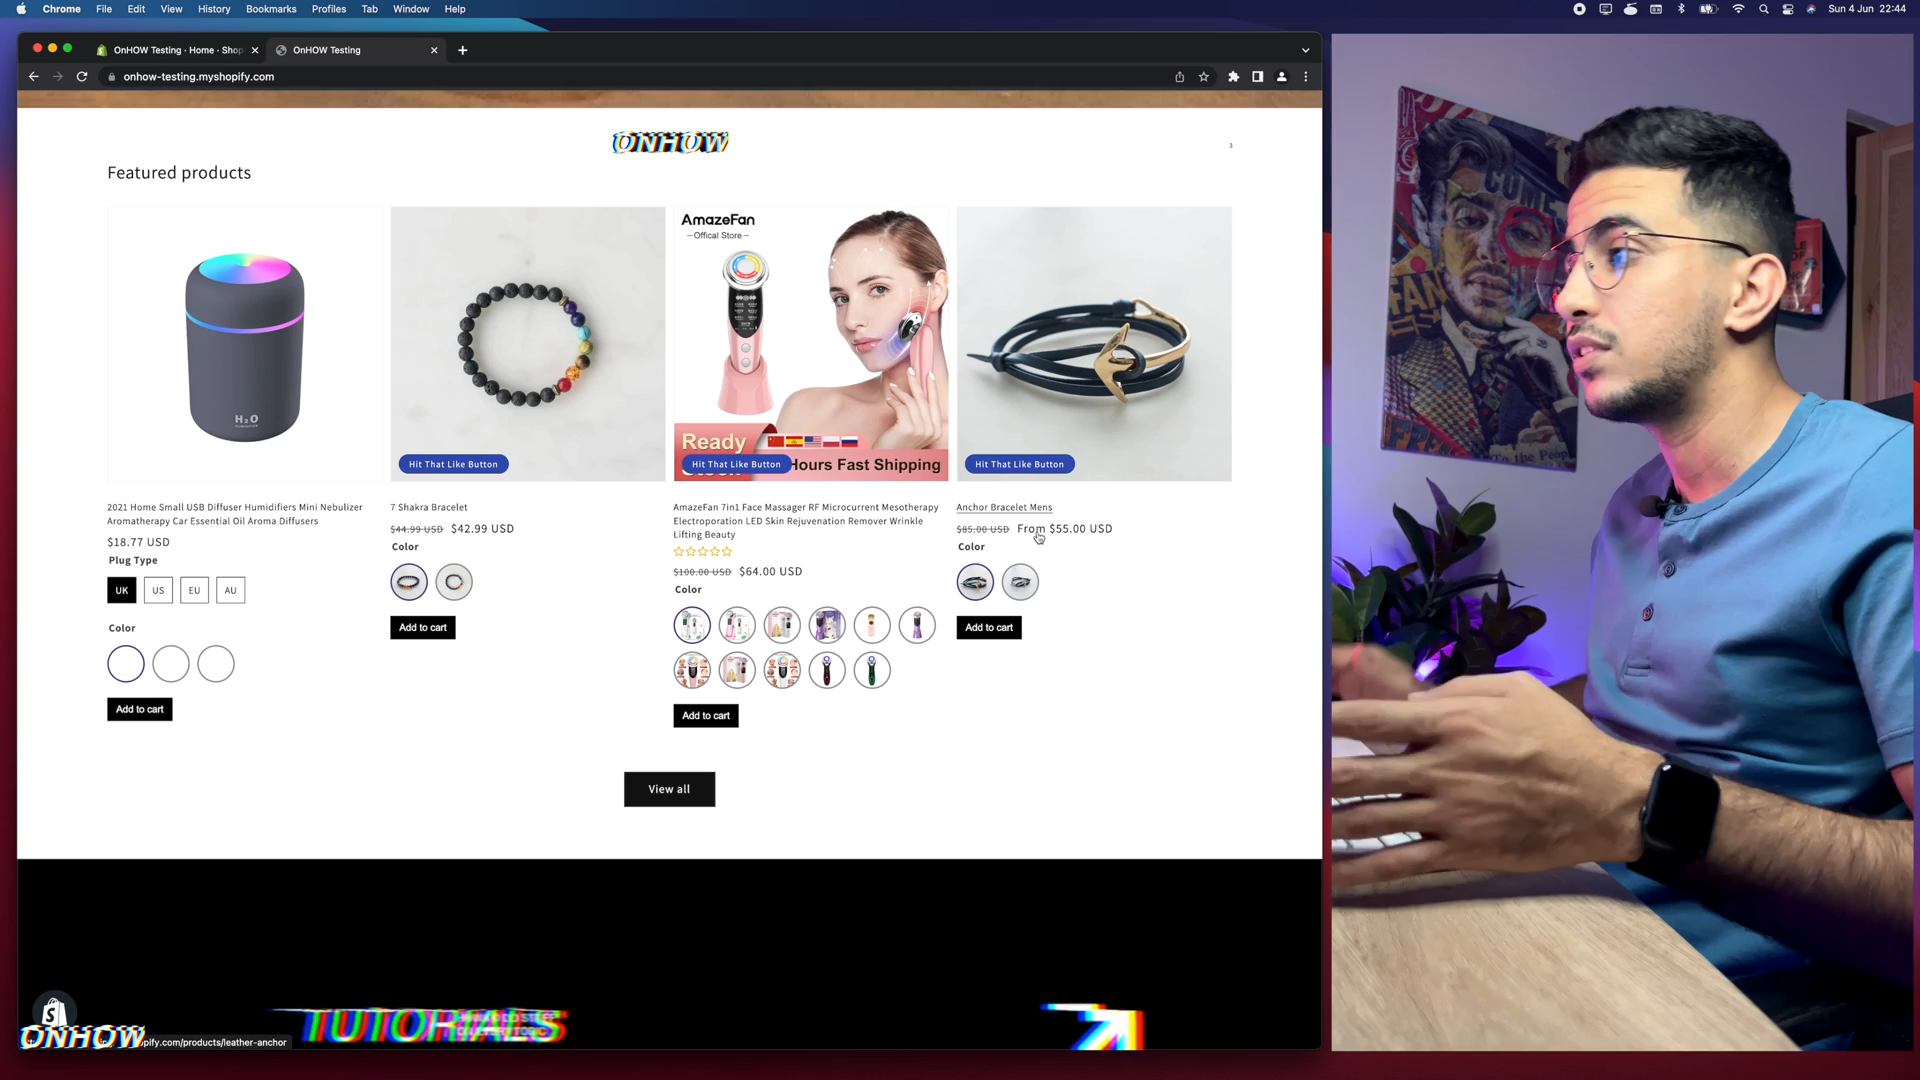 Chrome File Edit View History Bookmarks Profiles Tab Window Help
Sun 4 Jun 22:44
OnHOW Testing · Home · Shop
OnHOW Testing
onhow-testing.myshopify.com
ONHOW
3
Featured products
H2O
AmazeFan
—Offical Store—
Ready
Hours Fast Shipping
Hit That Like Button
Hit That Like Button
Hit That Like Button
2021 Home Small USB Diffuser Humidifiers Mini Nebulizer
Aromatherapy Car Essential Oil Aroma Diffusers
$18.77 USD
Plug Type
UK US EU AU
Color
Add to cart
7 Shakra Bracelet
$44.99 USD $42.99 USD
Color
Add to cart
AmazeFan 7in1 Face Massager RF Microcurrent Mesotherapy
Electroporation LED Skin Rejuvenation Remover Wrinkle
Lifting Beauty
$100.00 USD $64.00 USD
Color
Add to cart
Anchor Bracelet Mens
$85.00 USD From $55.00 USD
Color
Add to cart
View all
TUTORIALS
ONHOW
opify.com/products/leather-anchor